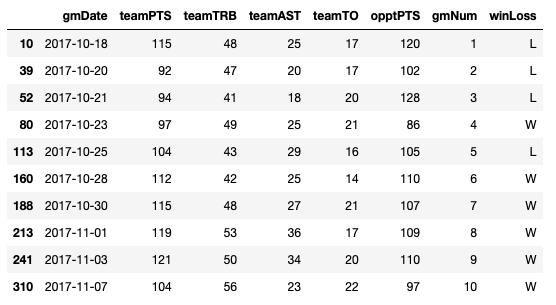 gmDate teamPTS teamTRB teamAST teamTO opptPTS gmNum winLoss
10 2017-10-18 115 48 25 17 120 1 L
39 2017-10-20 92 47 20 17 102 2 L
52 2017-10-21 94 41 18 20 128 3 L
80 2017-10-23 97 49 25 21 86 4 W
113 2017-10-25 104 43 29 16 105 5 L
160 2017-10-28 112 42 25 14 110 6 W
188 2017-10-30 115 48 27 21 107 7 W
213 2017-11-01 119 53 36 17 109 8 W
241 2017-11-03 121 50 34 20 110 9 W
310 2017-11-07 104 56 23 22 97 10 W